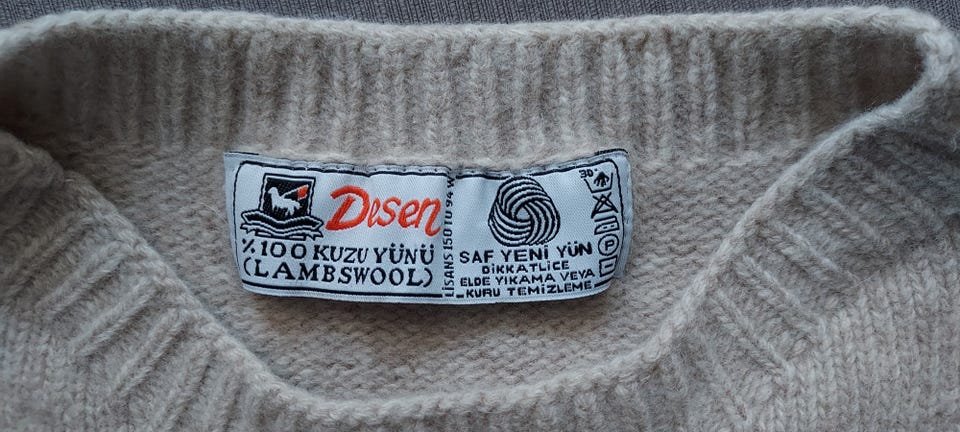 Desen
% 100 KUZU YÜNÜ
(LAMBSWOOL)
LİSANS 150 TU 94 W
30°
SAF YENİ YÜN
DİKKATLİCE
ELDE YIKAMA VEYA
KURU TEMİZLEME
P